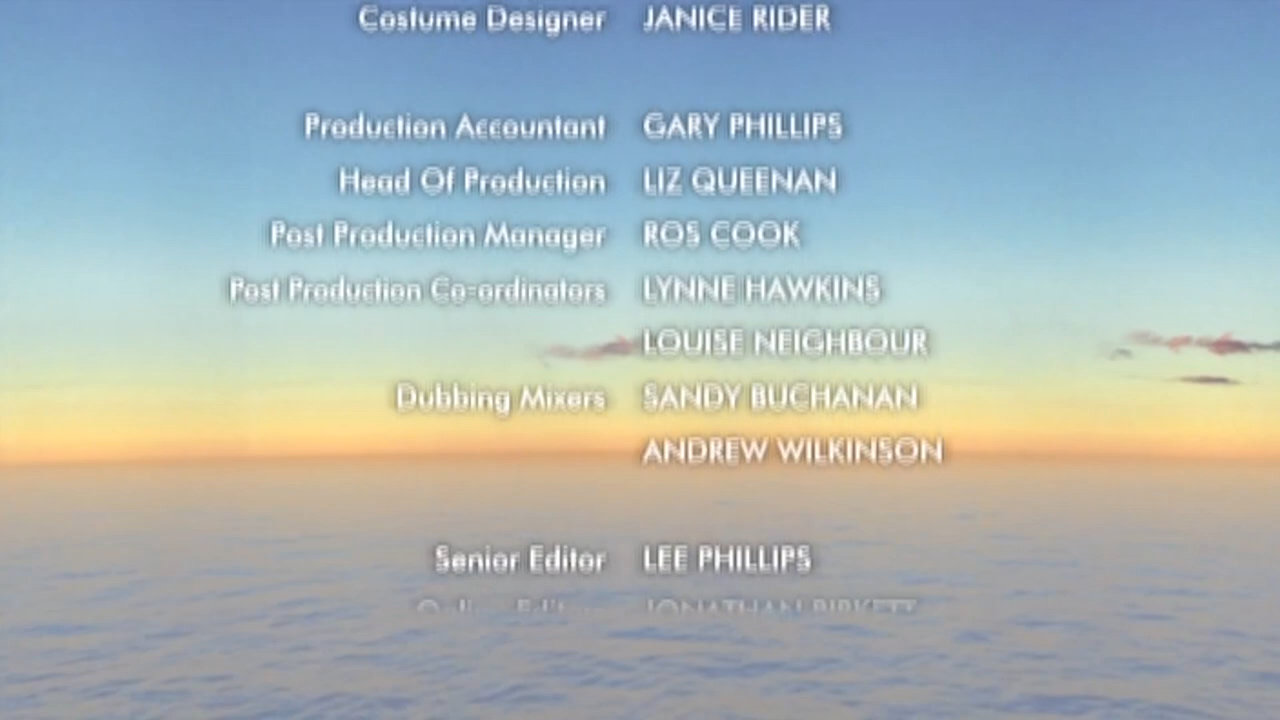 Costume Designer JANICE RIDER
Production Accountant GARY PHILLIPS
Head Of Production LIZ QUEENAN
Post Production Manager ROS COOK
Post Production Co-ordinators LYNNE HAWKINS
LOUISE NEIGHBOUR
Dubbing Mixers SANDY BUCHANAN
ANDREW WILKINSON
Senior Editor LEE PHILLIPS